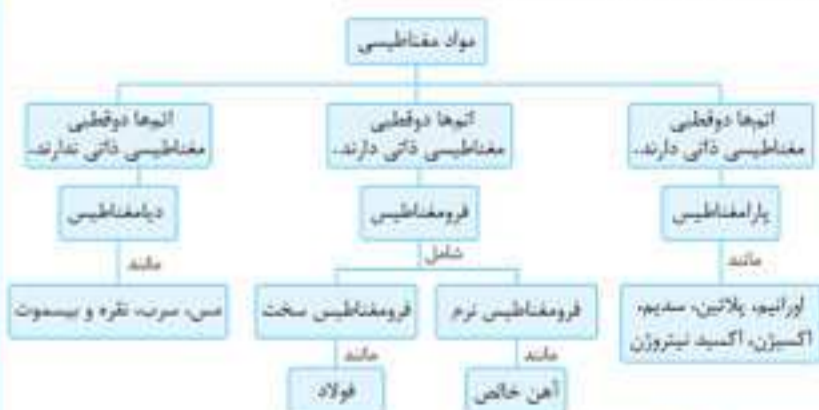 مواد مغناطیسی
اتم‌ها دوقطبی
مغناطیسی ذاتی دارند.
اتم‌ها دوقطبی
مغناطیسی ذاتی دارند.
اتم‌ها دوقطبی
مغناطیسی ذاتی ندارند.
پارامغناطیس
فرومغناطیس
دیامغناطیس
مانند
شامل
مانند
اورانیم، پلاتین، سدیم،
اکسیژن، اکسید نیتروژن
فرومغناطیس نرم
فرومغناطیس سخت
مس، سرب، نقره و بیسموت
مانند
مانند
آهن خالص
فولاد